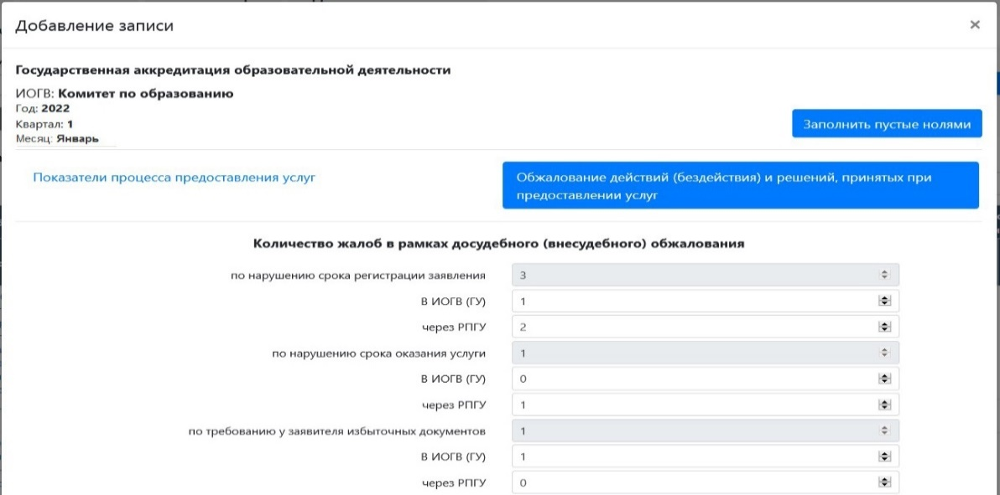 Добавление записи
×
Государственная аккредитация образовательной деятельности
ИОГВ: Комитет по образованию
Год: 2022
Квартал: 1
Месяц: Январь
Заполнить пустые нолями
Показатели процесса предоставления услуг
Обжалование действий (бездействия) и решений, принятых при
предоставлении услуг
Количество жалоб в рамках досудебного (внесудебного) обжалования
по нарушению срока регистрации заявления 3
В ИОГВ (ГУ) 1
через РПГУ 2
по нарушению срока оказания услуги 1
В ИОГВ (ГУ) 0
через РПГУ 1
по требованию у заявителя избыточных документов 1
В ИОГВ (ГУ) 1
через РПГУ 0